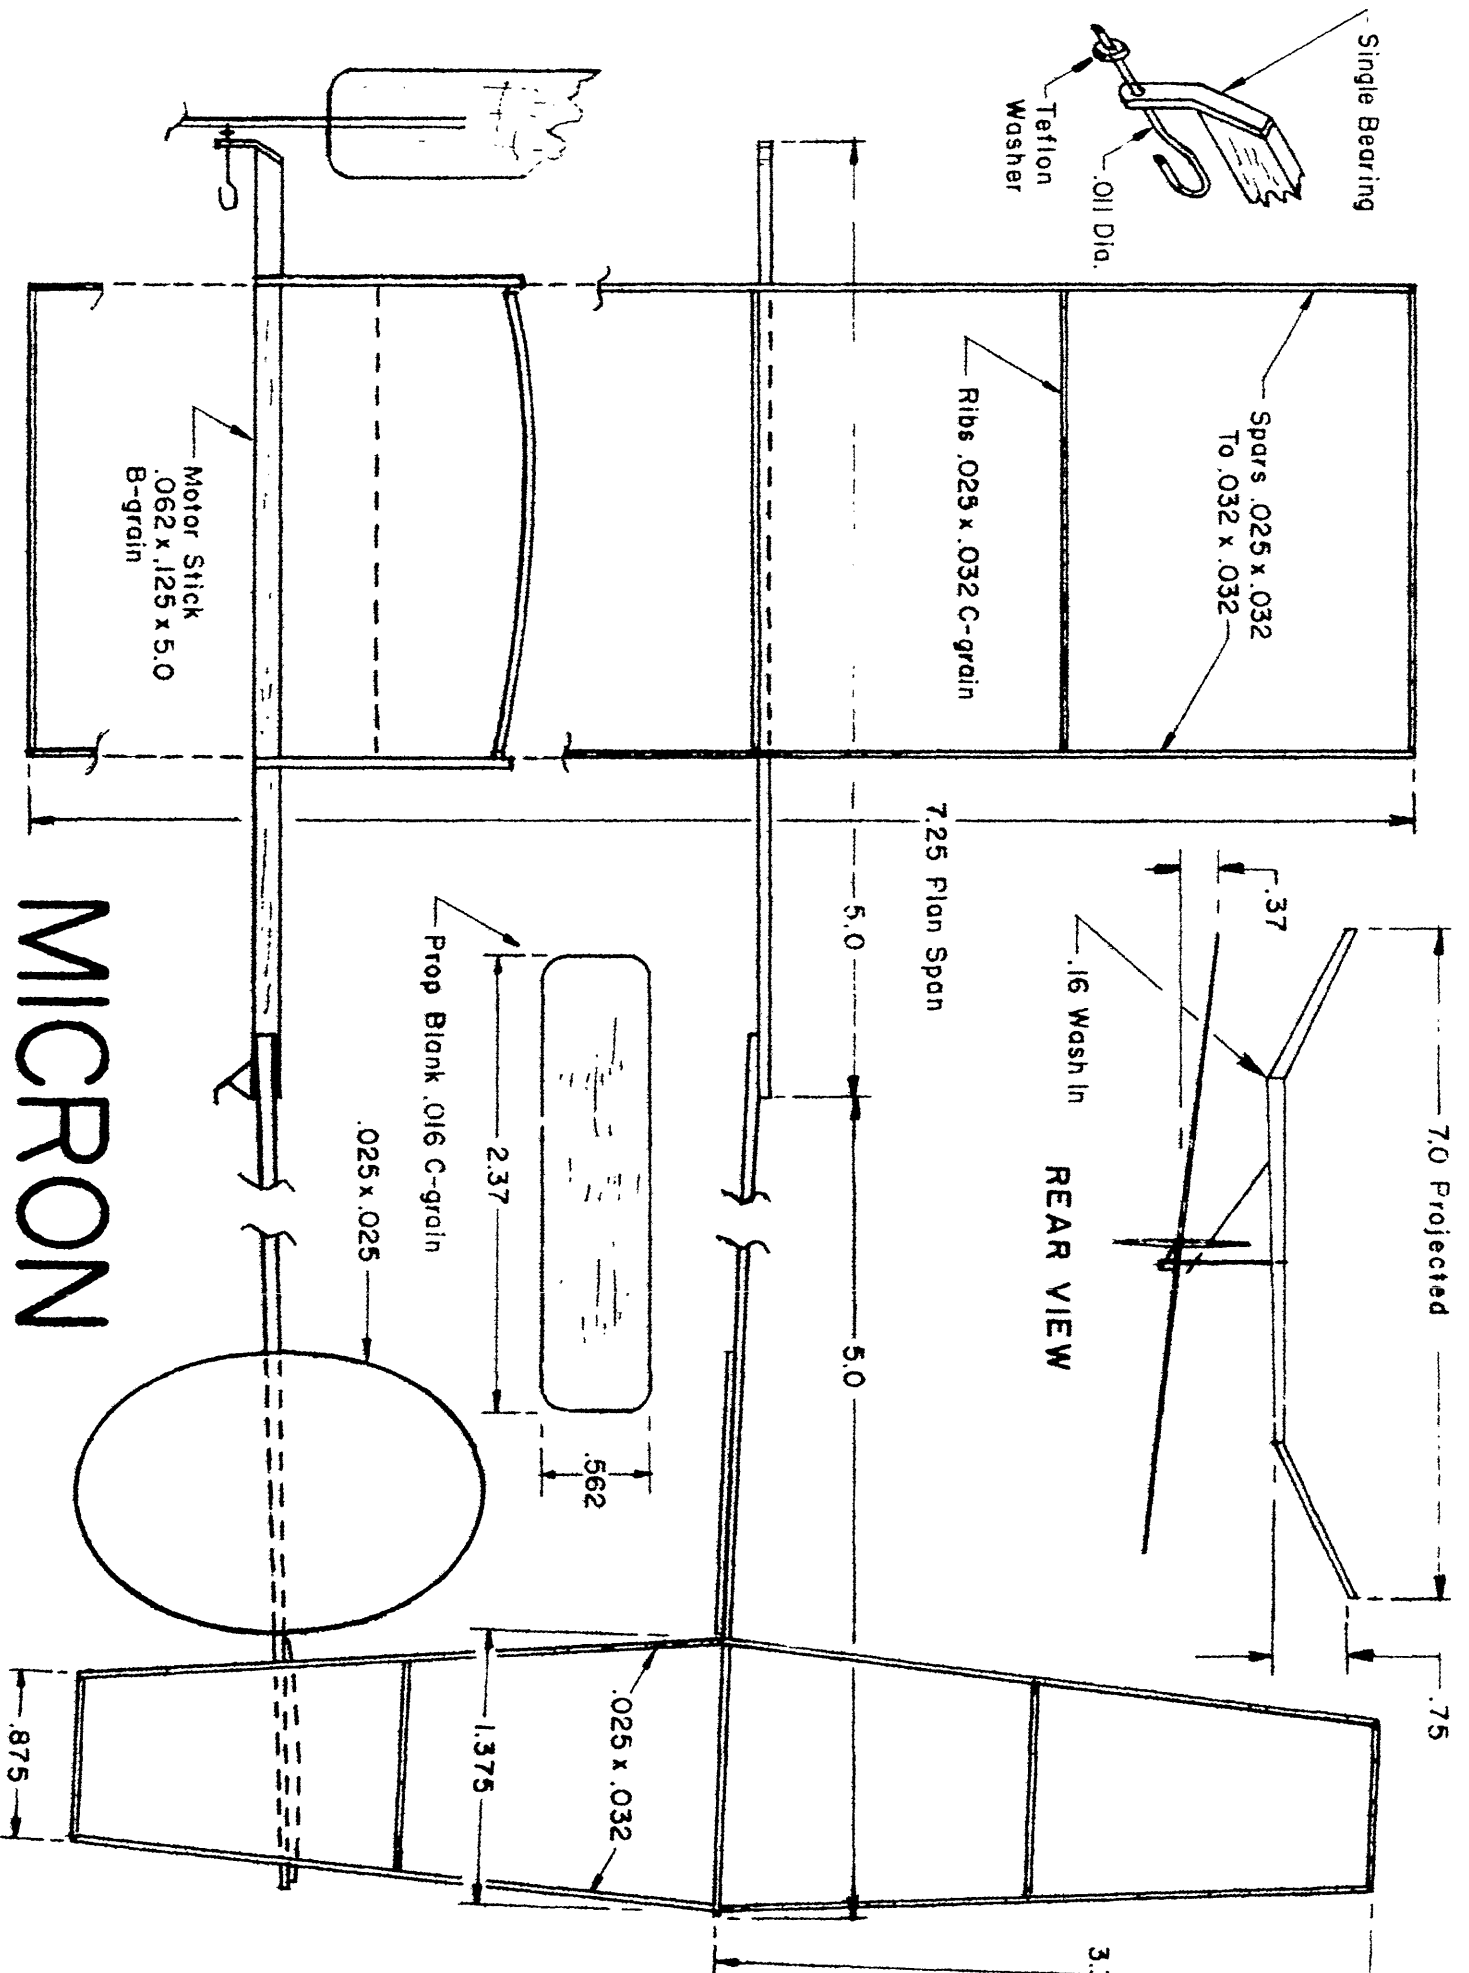 Single Bearing
Teflon
Washer
.011 Dia.
Spars .025 x .032
To .032 x .032
Ribs .025 x .032 C-grain
Motor Stick
.062 x .125 x 5.0
B-grain
7.25 Plan Span
5.0
5.0
7.0 Projected
.37
.16 Wash In
REAR VIEW
.75
Prop Blank .016 C-grain
2.37
.562
.025 x .025
.025 x .032
1.375
.875
MICRON